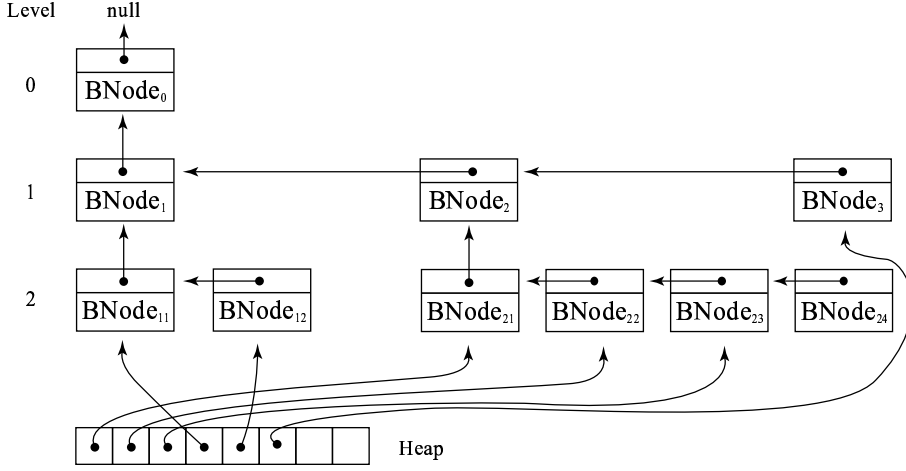 Level null
0 BNode₀
1 BNode₁ BNode₂ BNode₃
2 BNode₁₁ BNode₁₂ BNode₂₁ BNode₂₂ BNode₂₃ BNode₂₄
Heap